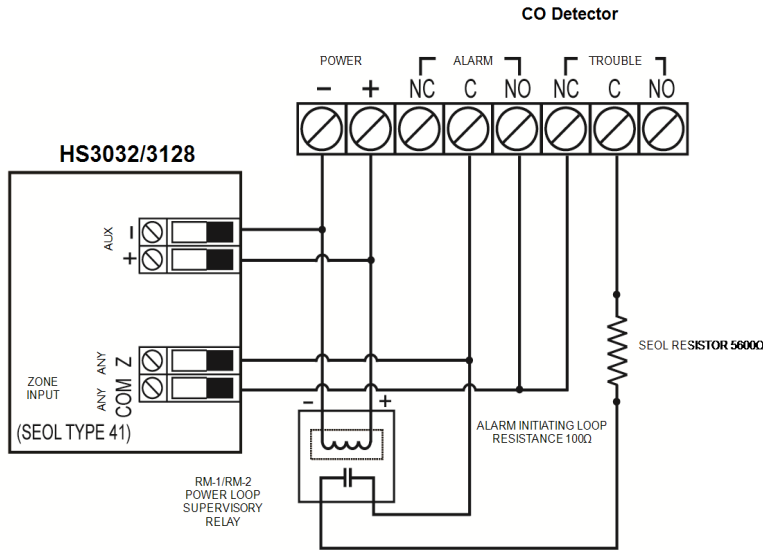 CO Detector
POWER
ALARM
TROUBLE
− + NC C NO NC C NO
HS3032/3128
AUX
−
+
ANY Z
ANY COM
ZONE
INPUT
(SEOL TYPE 41)
− +
SEOL RESISTOR 5600Ω
ALARM INITIATING LOOP
RESISTANCE 100Ω
RM-1/RM-2
POWER LOOP
SUPERVISORY
RELAY